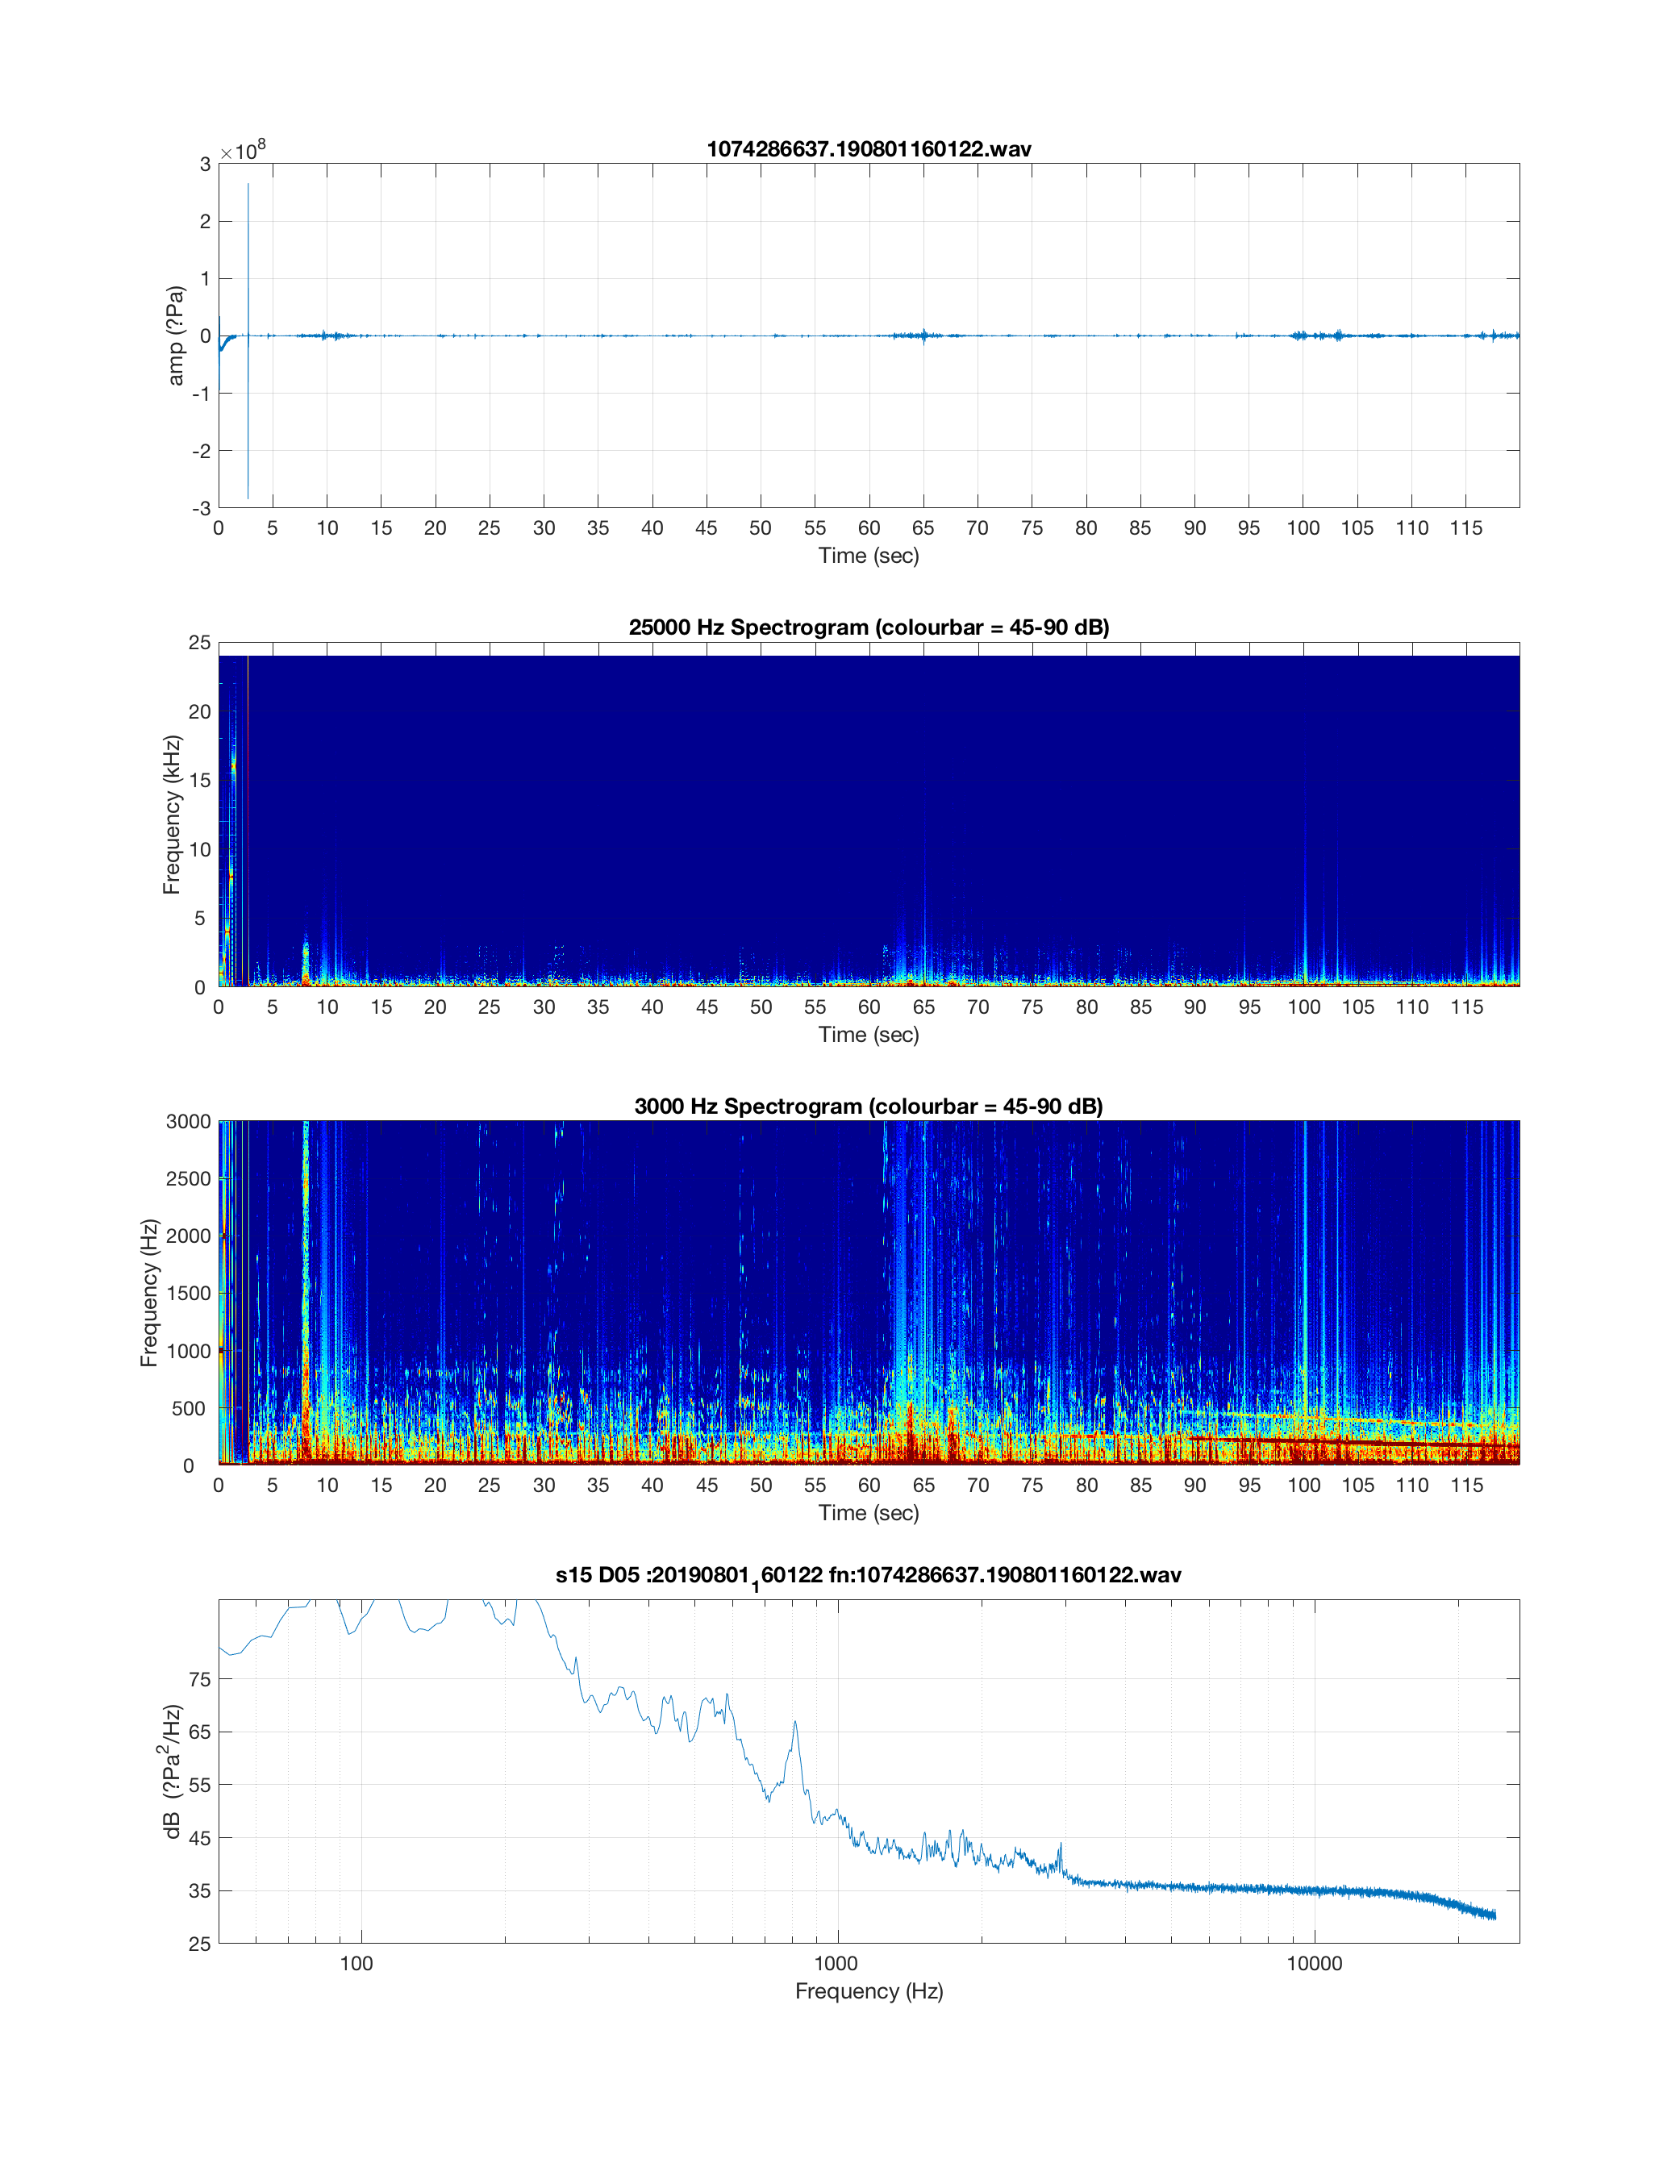 1074286637.190801160122.wav
×10⁸
3
2
1
0
-1
-2
-3
amp (?Pa)
0 5 10 15 20 25 30 35 40 45 50 55 60 65 70 75 80 85 90 95 100 105 110 115
Time (sec)
25000 Hz Spectrogram (colourbar = 45-90 dB)
25
20
15
10
5
0
Frequency (kHz)
0 5 10 15 20 25 30 35 40 45 50 55 60 65 70 75 80 85 90 95 100 105 110 115
Time (sec)
3000 Hz Spectrogram (colourbar = 45-90 dB)
3000
2500
2000
1500
1000
500
0
Frequency (Hz)
0 5 10 15 20 25 30 35 40 45 50 55 60 65 70 75 80 85 90 95 100 105 110 115
Time (sec)
s15 D05 :20190801₁60122 fn:1074286637.190801160122.wav
75
65
55
45
35
25
dB (?Pa²/Hz)
100 1000 10000
Frequency (Hz)